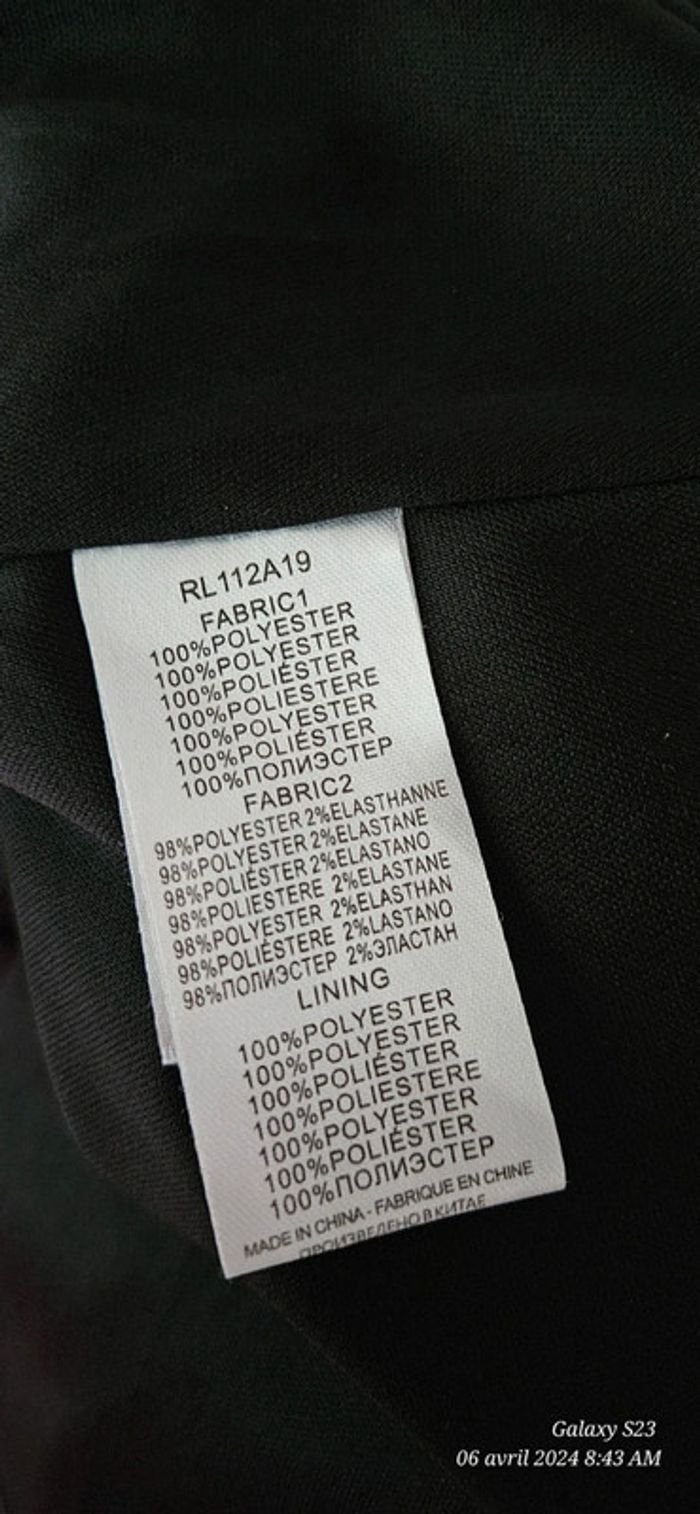 RL112A19
FABRIC1
100%POLYESTER
100%POLYESTER
100%POLIÉSTER
100%POLIESTERE
100%POLYESTER
100%POLIÉSTER
100%ПОЛИЭСТЕР
FABRIC2
98%POLYESTER 2%ELASTHANNE
98%POLYESTER 2%ELASTANE
98%POLIÉSTER 2%ELASTANO
98%POLIESTERE 2%ELASTANE
98%POLYESTER 2%ELASTHAN
98%POLIÉSTERE 2%LASTANO
98%ПОЛИЭСТЕР 2%ЭЛАСТАН
LINING
100%POLYESTER
100%POLYESTER
100%POLIÉSTER
100%POLIESTERE
100%POLYESTER
100%POLIÉSTER
100%ПОЛИЭСТЕР
MADE IN CHINA - FABRIQUE EN CHINE
ПРОИЗВЕДЕНО В КИТАЕ
Galaxy S23
06 avril 2024 8:43 AM